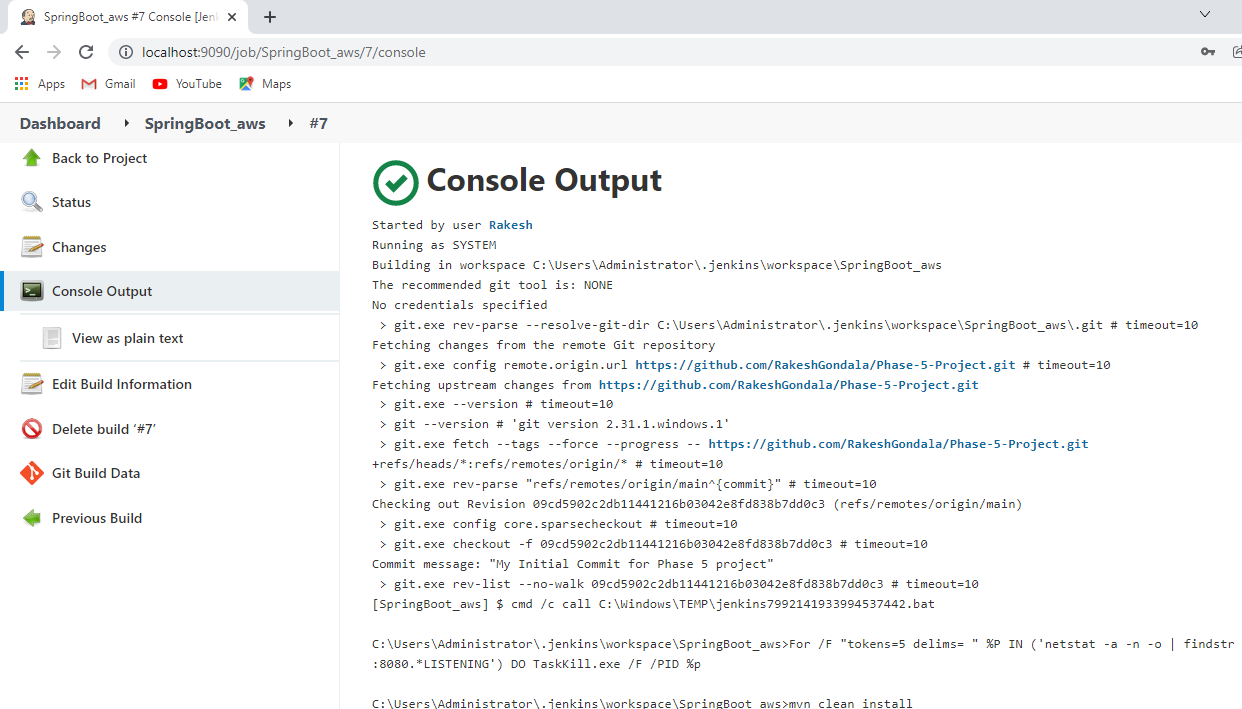 SpringBoot_aws #7 Console [Jen
localhost:9090/job/SpringBoot_aws/7/console
Apps Gmail YouTube Maps
Dashboard SpringBoot_aws #7
Back to Project
Status
Changes
Console Output
View as plain text
Edit Build Information
Delete build ‘#7’
Git Build Data
Previous Build
Console Output
Started by user Rakesh
Running as SYSTEM
Building in workspace C:\Users\Administrator\.jenkins\workspace\SpringBoot_aws
The recommended git tool is: NONE
No credentials specified
> git.exe rev-parse --resolve-git-dir C:\Users\Administrator\.jenkins\workspace\SpringBoot_aws\.git # timeout=10
Fetching changes from the remote Git repository
> git.exe config remote.origin.url https://github.com/RakeshGondala/Phase-5-Project.git # timeout=10
Fetching upstream changes from https://github.com/RakeshGondala/Phase-5-Project.git
> git.exe --version # timeout=10
> git --version # 'git version 2.31.1.windows.1'
> git.exe fetch --tags --force --progress -- https://github.com/RakeshGondala/Phase-5-Project.git
+refs/heads/*:refs/remotes/origin/* # timeout=10
> git.exe rev-parse "refs/remotes/origin/main^{commit}" # timeout=10
Checking out Revision 09cd5902c2db11441216b03042e8fd838b7dd0c3 (refs/remotes/origin/main)
> git.exe config core.sparsecheckout # timeout=10
> git.exe checkout -f 09cd5902c2db11441216b03042e8fd838b7dd0c3 # timeout=10
Commit message: "My Initial Commit for Phase 5 project"
> git.exe rev-list --no-walk 09cd5902c2db11441216b03042e8fd838b7dd0c3 # timeout=10
[SpringBoot_aws] $ cmd /c call C:\Windows\TEMP\jenkins7992141933994537442.bat
C:\Users\Administrator\.jenkins\workspace\SpringBoot_aws>For /F "tokens=5 delims= " %P IN ('netstat -a -n -o | findstr
:8080.*LISTENING') DO TaskKill.exe /F /PID %p
C:\Users\Administrator\.jenkins\workspace\SpringBoot_aws>mvn clean install